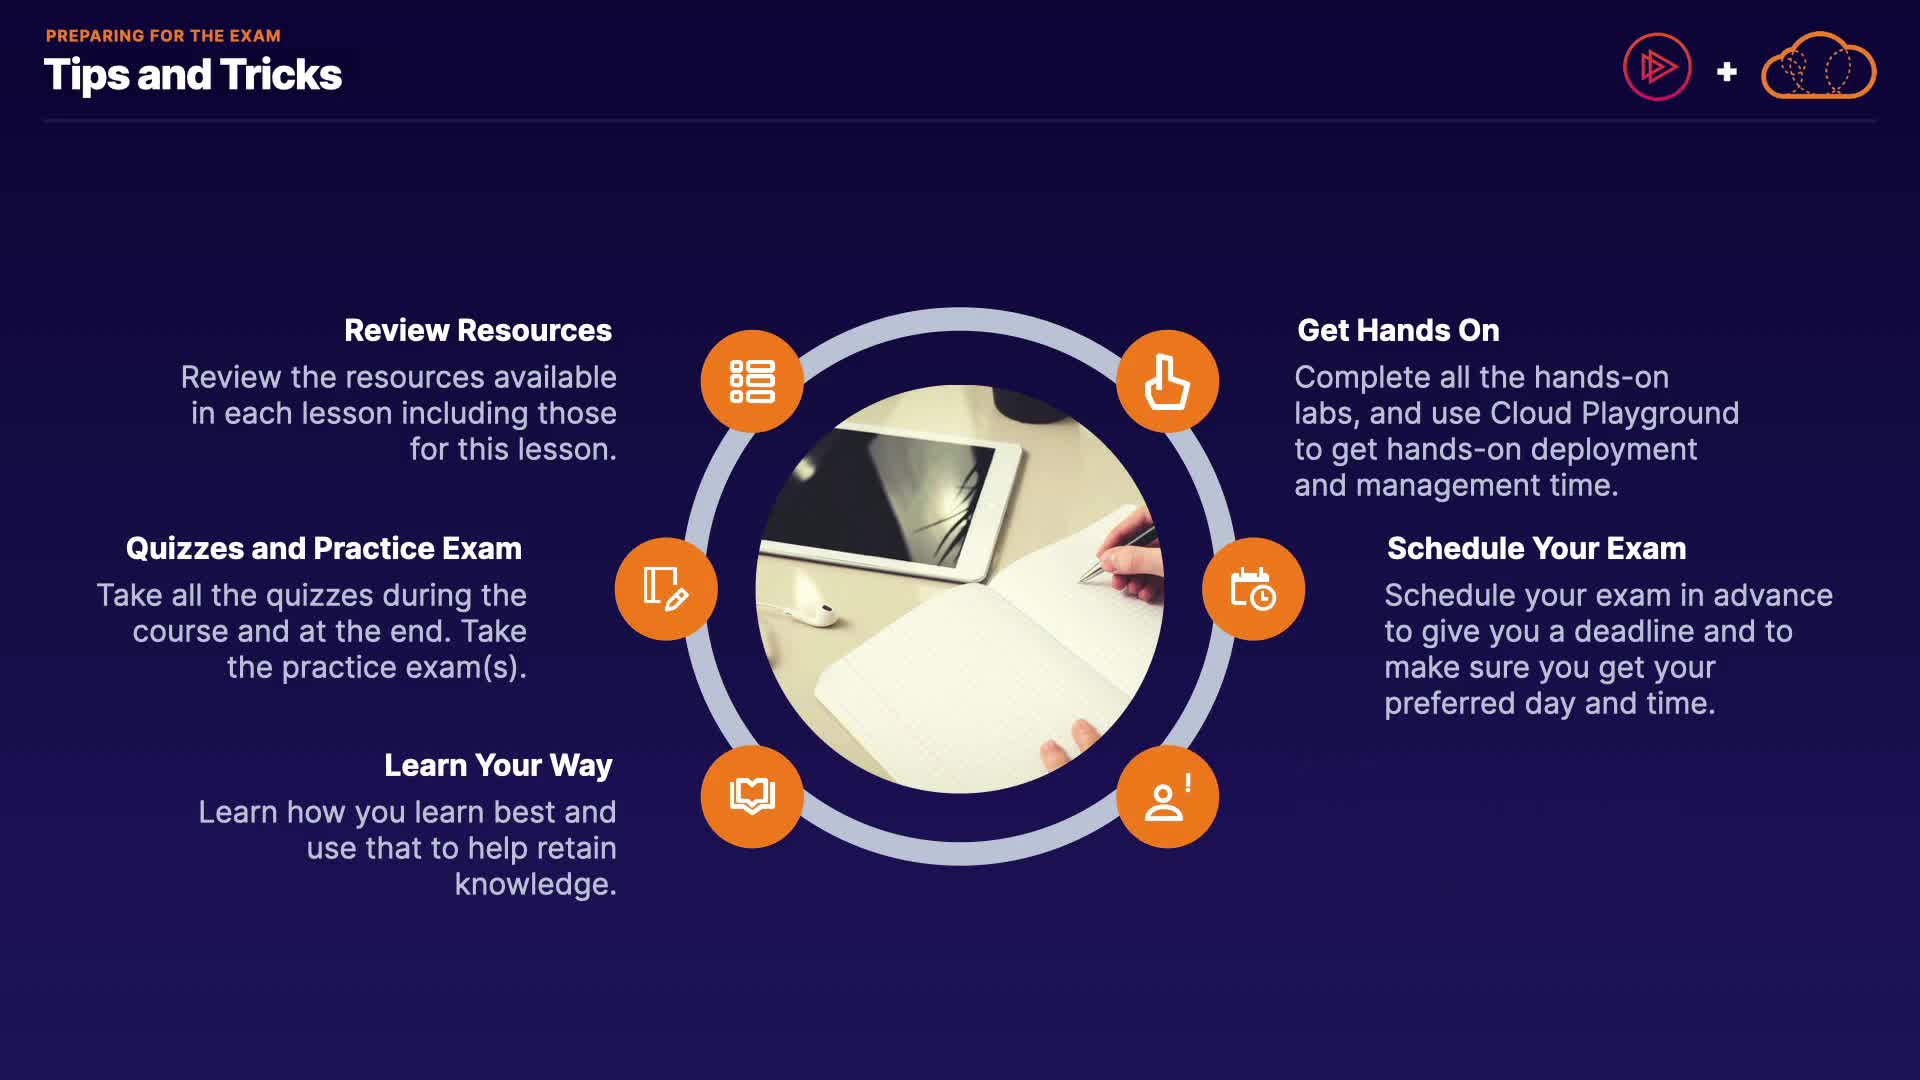 PREPARING FOR THE EXAM
Tips and Tricks
Review Resources
Review the resources available
in each lesson including those
for this lesson.
Quizzes and Practice Exam
Take all the quizzes during the
course and at the end. Take
the practice exam(s).
Learn Your Way
Learn how you learn best and
use that to help retain
knowledge.
Get Hands On
Complete all the hands-on
labs, and use Cloud Playground
to get hands-on deployment
and management time.
Schedule Your Exam
Schedule your exam in advance
to give you a deadline and to
make sure you get your
preferred day and time.